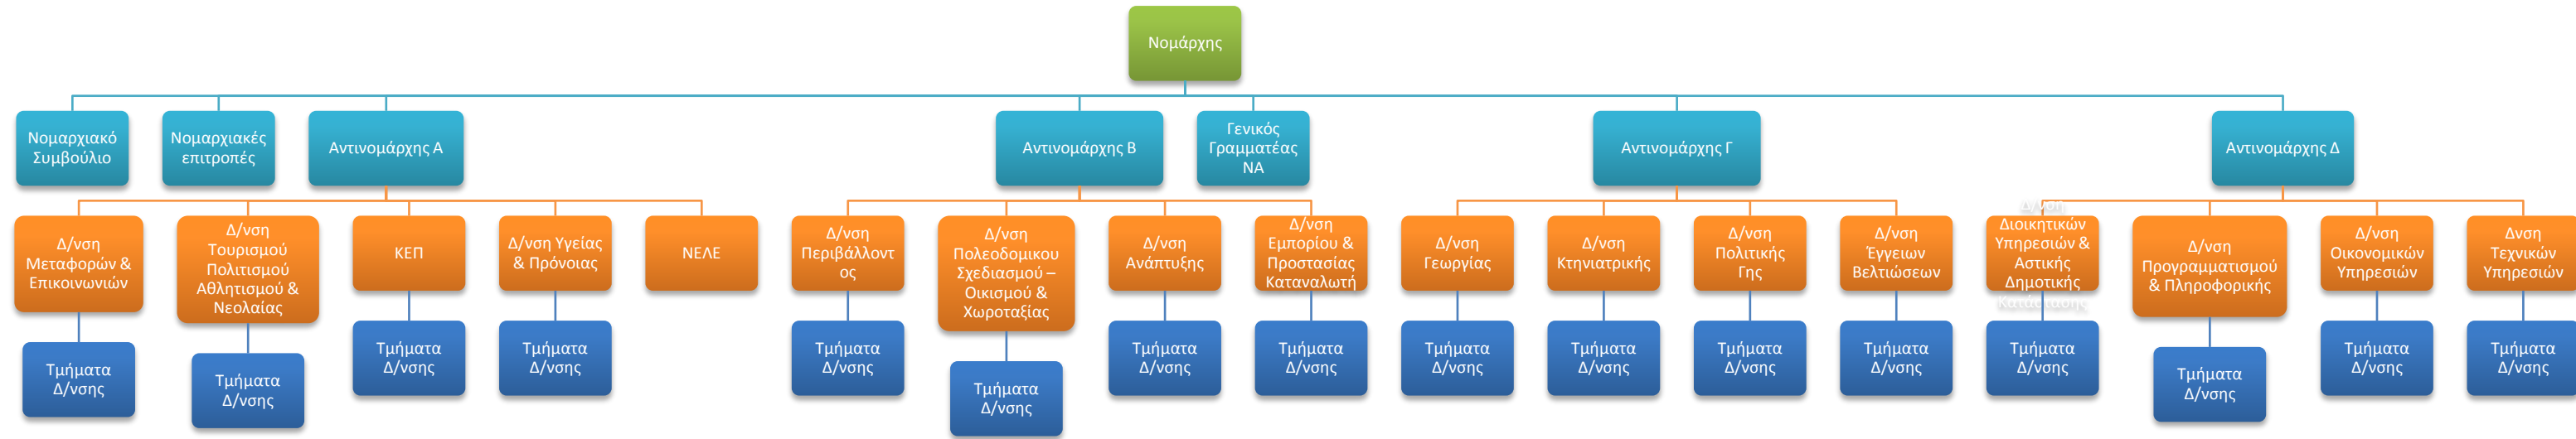 Νομάρχης
Νομαρχιακό
Συμβούλιο
Νομαρχιακές
επιτροπές
Αντινομάρχης Α
Αντινομάρχης Β
Γενικός
Γραμματέας
ΝΑ
Αντινομάρχης Γ
Αντινομάρχης Δ
Δ/νση
Μεταφορών &
Επικοινωνιών
Δ/νση
Τουρισμού
Πολιτισμού
Αθλητισμού &
Νεολαίας
ΚΕΠ
Δ/νση Υγείας
& Πρόνοιας
ΝΕΛΕ
Δ/νση
Περιβάλλοντ
ος
Δ/νση
Πολεοδομικου
Σχεδιασμού –
Οικισμού &
Χωροταξίας
Δ/νση
Ανάπτυξης
Δ/νση
Εμπορίου &
Προστασίας
Καταναλωτή
Δ/νση
Γεωργίας
Δ/νση
Κτηνιατρικής
Δ/νση
Πολιτικής
Γης
Δ/νση
Έγγειων
Βελτιώσεων
Δ/νση
Διοικητικών
Υπηρεσιών &
Αστικής
Δημοτικής
Κατάστασης
Δ/νση
Προγραμματισμού
& Πληροφορικής
Δ/νση
Οικονομικών
Υπηρεσιών
Δνση
Τεχνικών
Υπηρεσιών
Τμήματα
Δ/νσης
Τμήματα
Δ/νσης
Τμήματα
Δ/νσης
Τμήματα
Δ/νσης
Τμήματα
Δ/νσης
Τμήματα
Δ/νσης
Τμήματα
Δ/νσης
Τμήματα
Δ/νσης
Τμήματα
Δ/νσης
Τμήματα
Δ/νσης
Τμήματα
Δ/νσης
Τμήματα
Δ/νσης
Τμήματα
Δ/νσης
Τμήματα
Δ/νσης
Τμήματα
Δ/νσης
Τμήματα
Δ/νσης